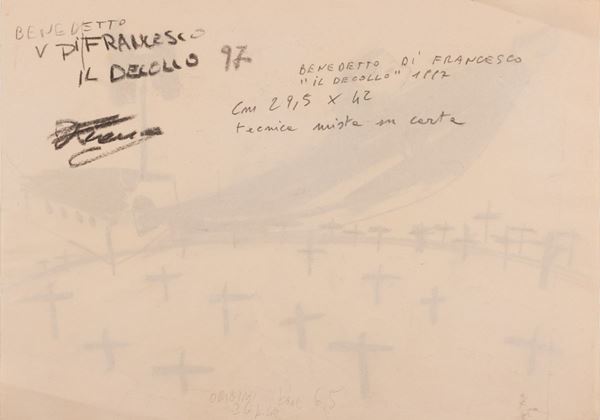 BENEDETTO
V Di FRANCESCO
iL DECOLLO 97
BENEDETTO Di FRANCESCO
"iL DECOLLO" 1997
Cm 29,5 x 42
tecnica mista su carta